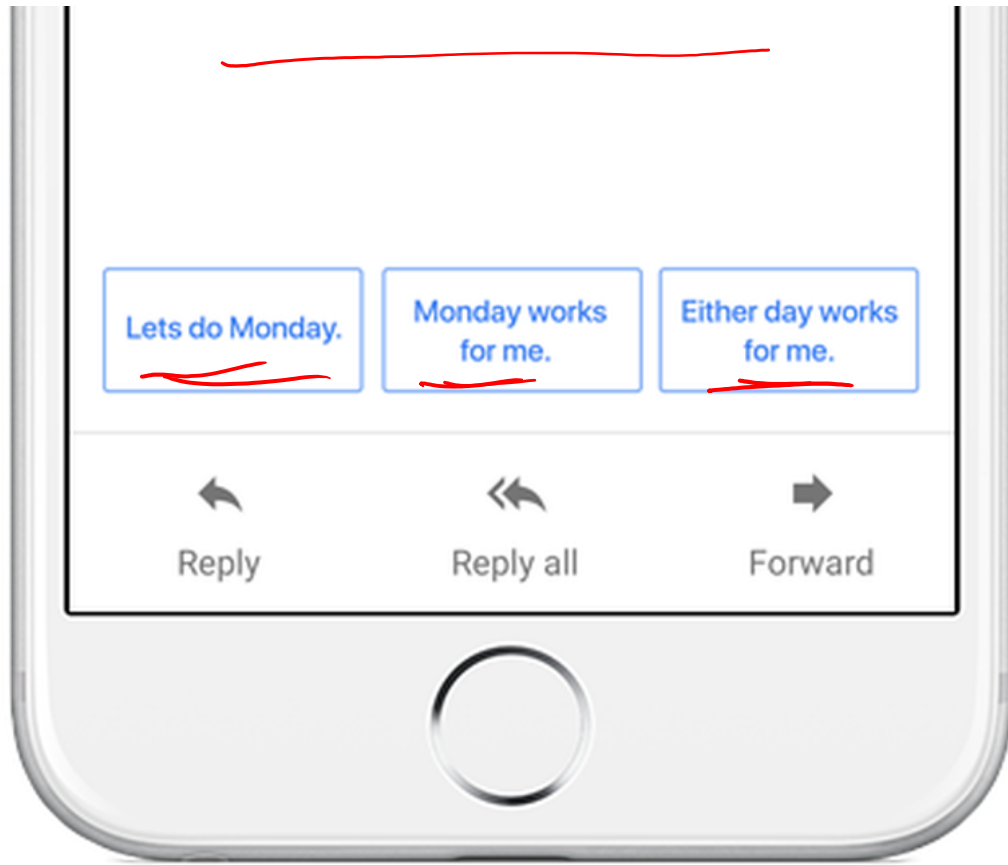 Lets do Monday.
Monday works
for me.
Either day works
for me.
Reply
Reply all
Forward